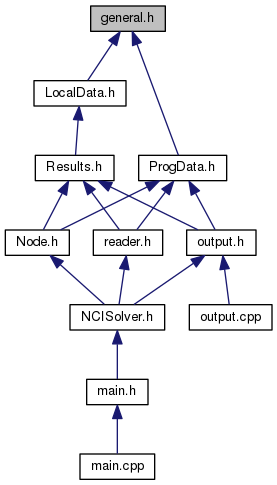 general.h
LocalData.h
Results.h
ProgData.h
Node.h
reader.h
output.h
NCISolver.h
output.cpp
main.h
main.cpp